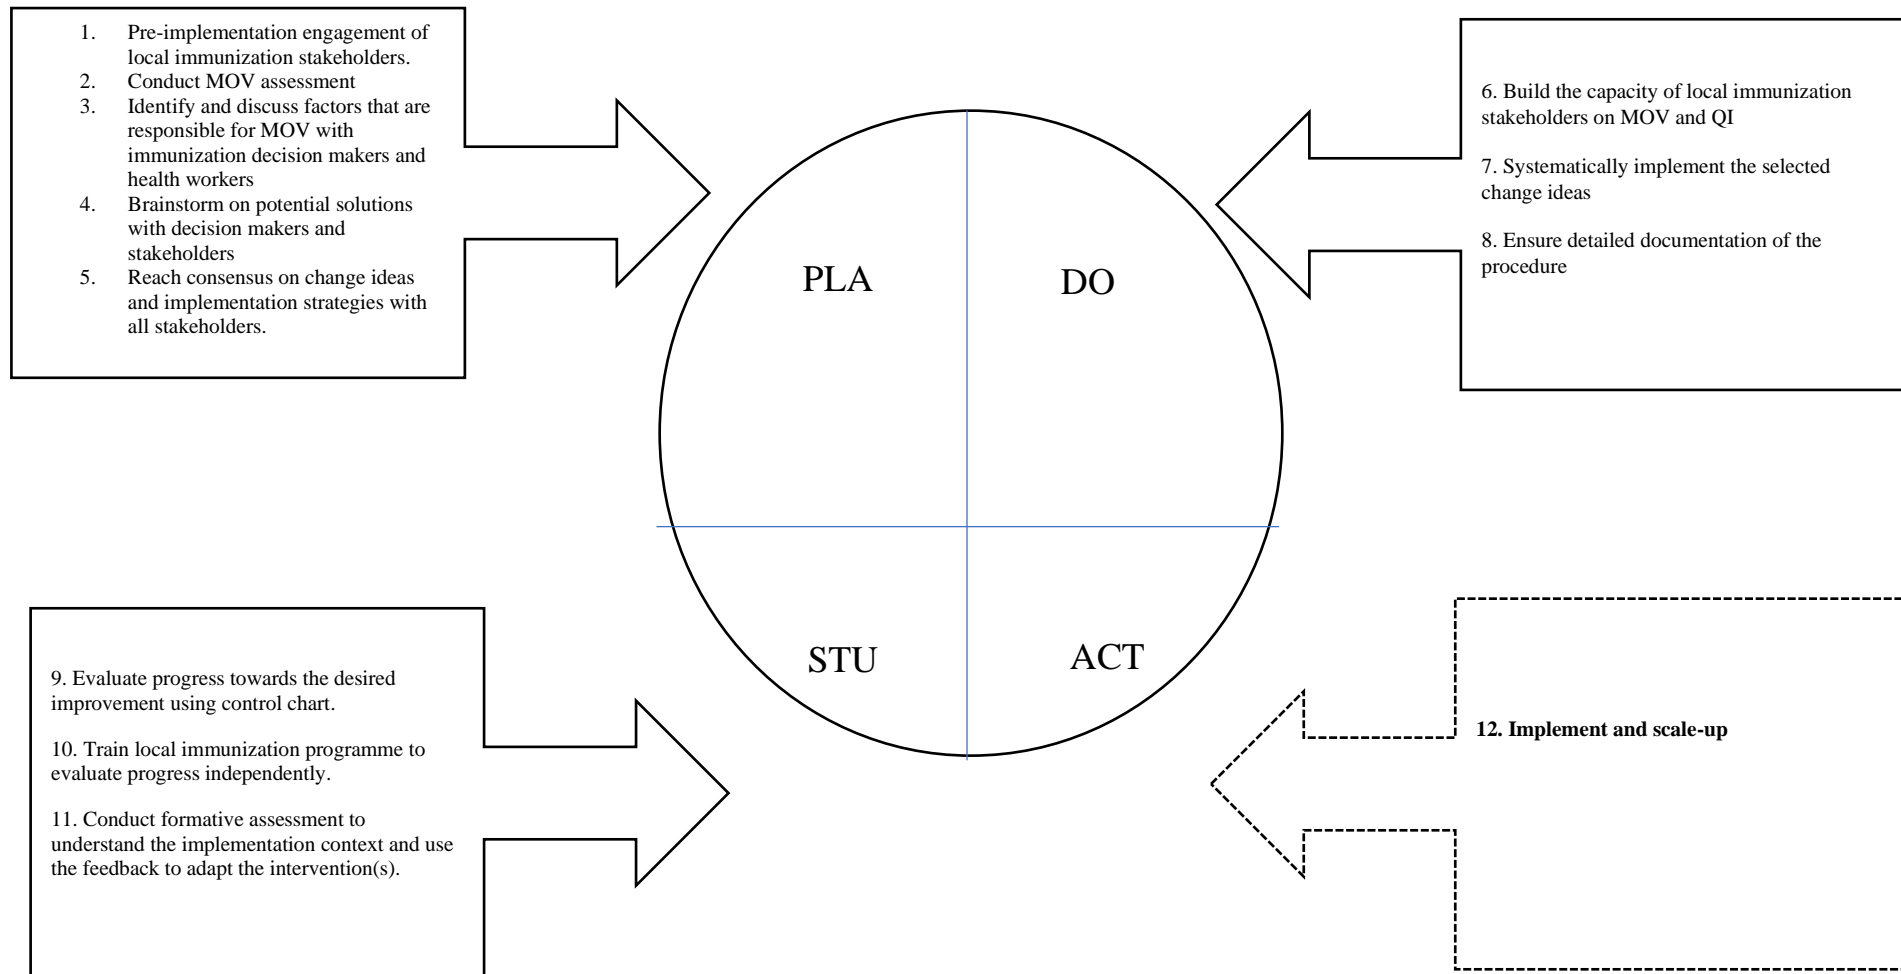 1. Pre-implementation engagement of
local immunization stakeholders.
2. Conduct MOV assessment
3. Identify and discuss factors that are
responsible for MOV with
immunization decision makers and
health workers
4. Brainstorm on potential solutions
with decision makers and
stakeholders
5. Reach consensus on change ideas
and implementation strategies with
all stakeholders.
6. Build the capacity of local immunization
stakeholders on MOV and QI
7. Systematically implement the selected
change ideas
8. Ensure detailed documentation of the
procedure
PLA
DO
STU
ACT
9. Evaluate progress towards the desired
improvement using control chart.
10. Train local immunization programme to
evaluate progress independently.
11. Conduct formative assessment to
understand the implementation context and use
the feedback to adapt the intervention(s).
12. Implement and scale-up